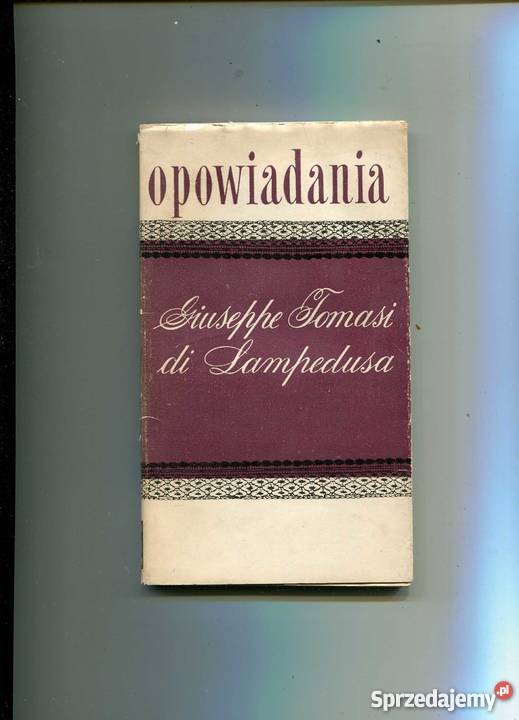 opowiadania
Giuseppe Tomasi
di Lampedusa
Sprzedajemy.pl